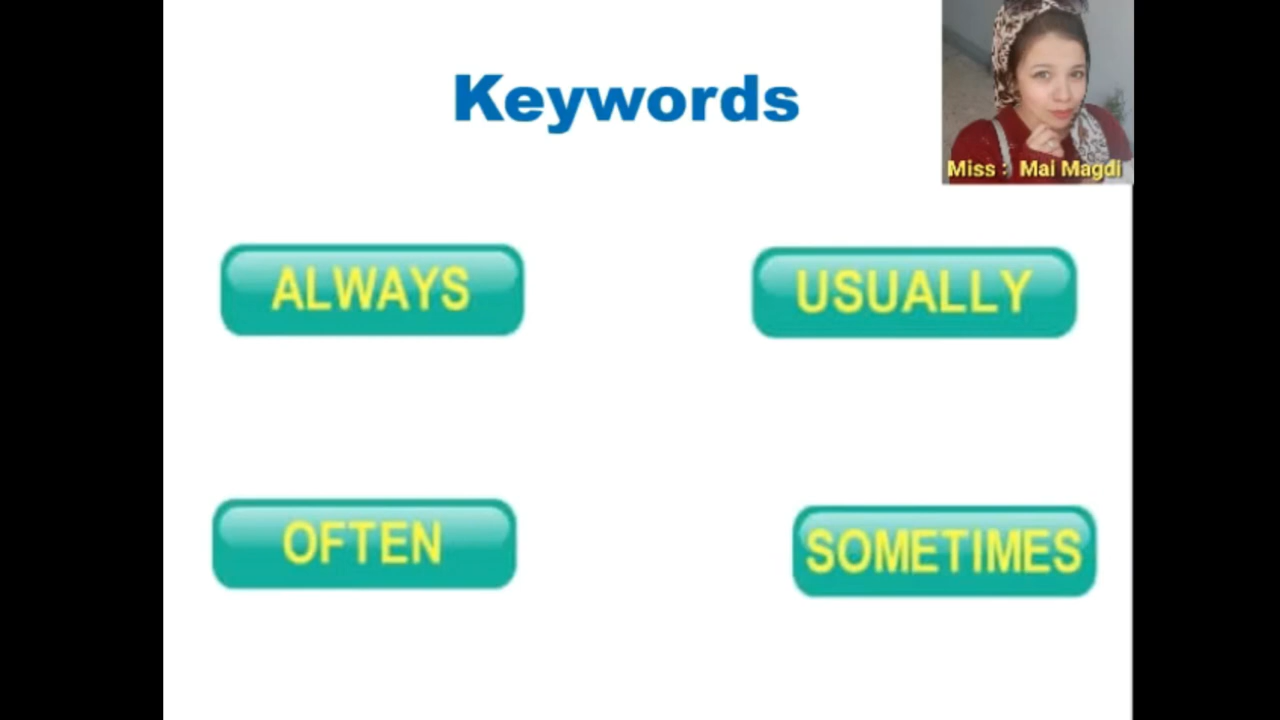 Keywords
Miss : Mai Magdi
ALWAYS
USUALLY
OFTEN
SOMETIMES